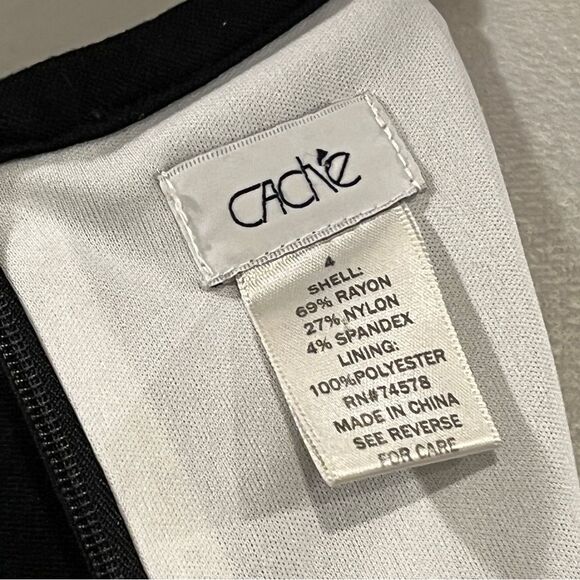 CACHÉ
4
SHELL:
69% RAYON
27% NYLON
4% SPANDEX
LINING:
100%POLYESTER
RN#74578
MADE IN CHINA
SEE REVERSE
FOR CARE